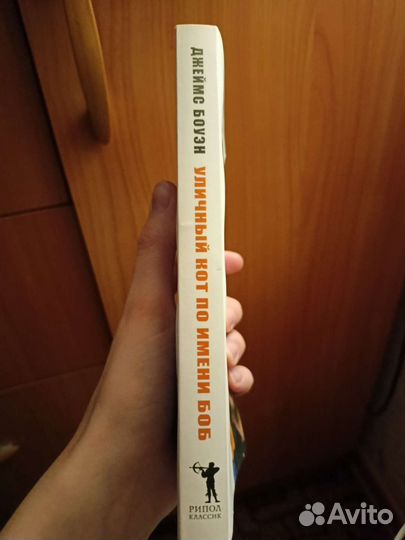 ДЖЕЙМС БОУЭН УЛИЧНЫЙ КОТ ПО ИМЕНИ БОБ
РИПОЛ
КЛАССИК
Avito